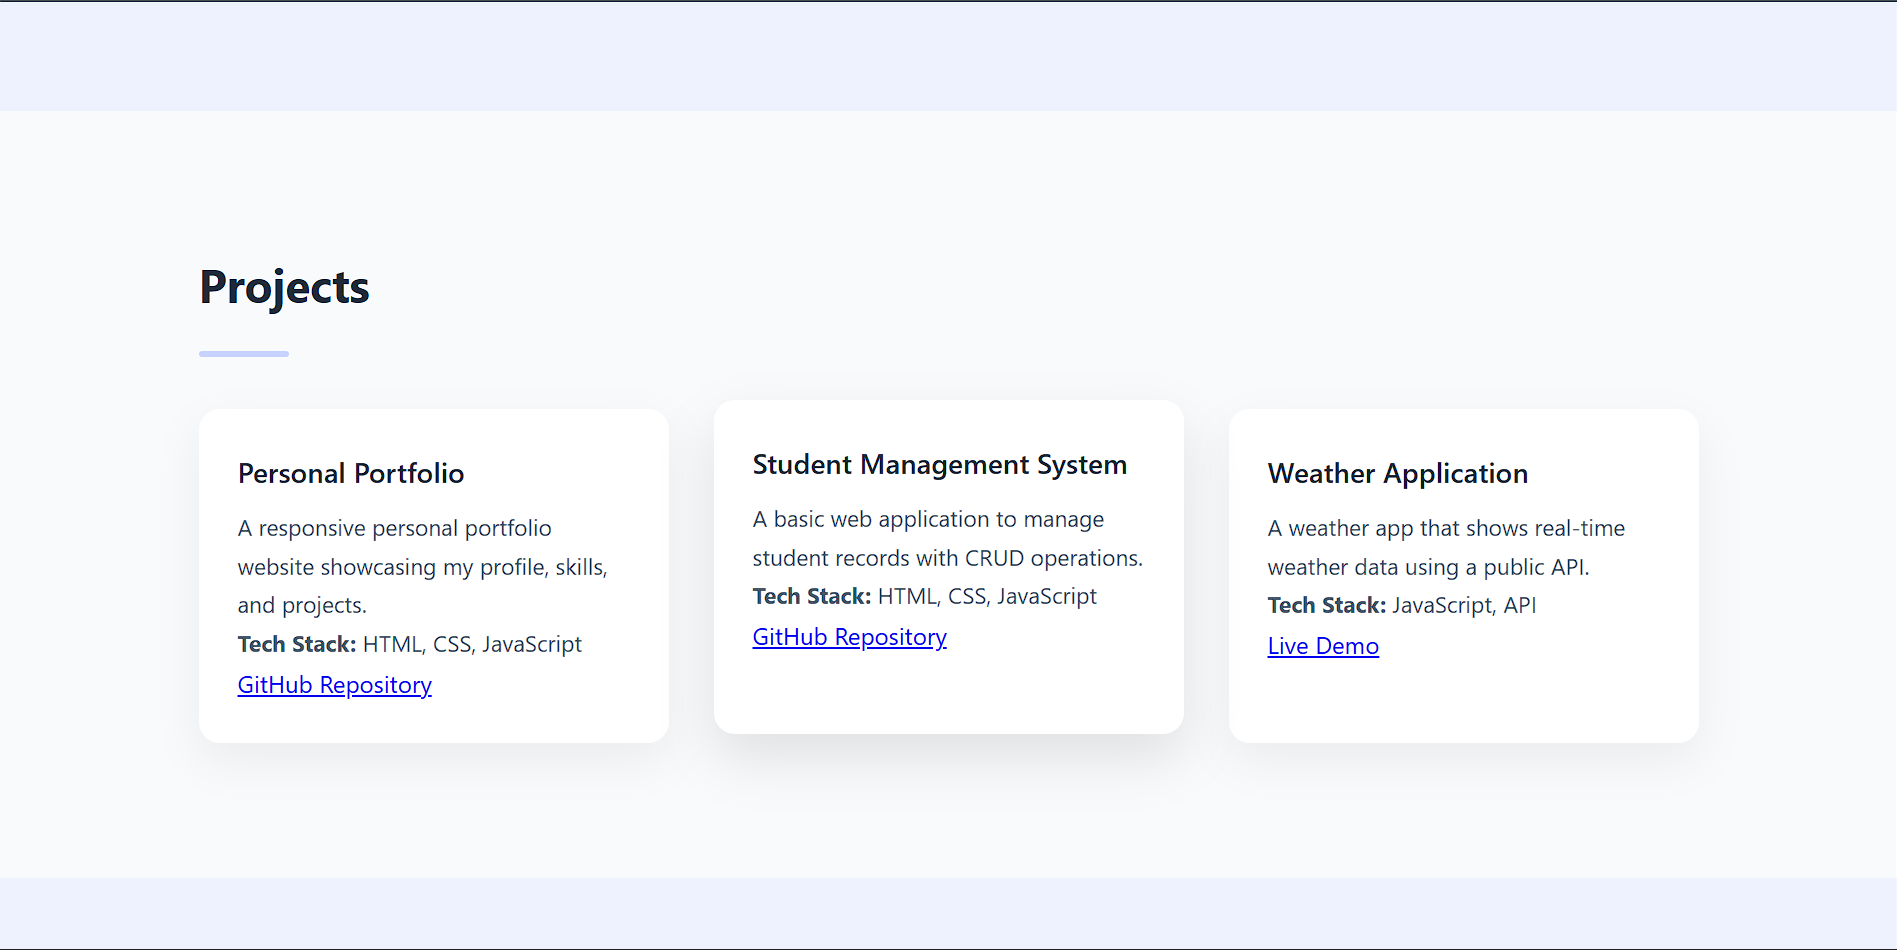 Projects
Personal Portfolio
A responsive personal portfolio
website showcasing my profile, skills,
and projects.
Tech Stack: HTML, CSS, JavaScript
GitHub Repository
Student Management System
A basic web application to manage
student records with CRUD operations.
Tech Stack: HTML, CSS, JavaScript
GitHub Repository
Weather Application
A weather app that shows real-time
weather data using a public API.
Tech Stack: JavaScript, API
Live Demo